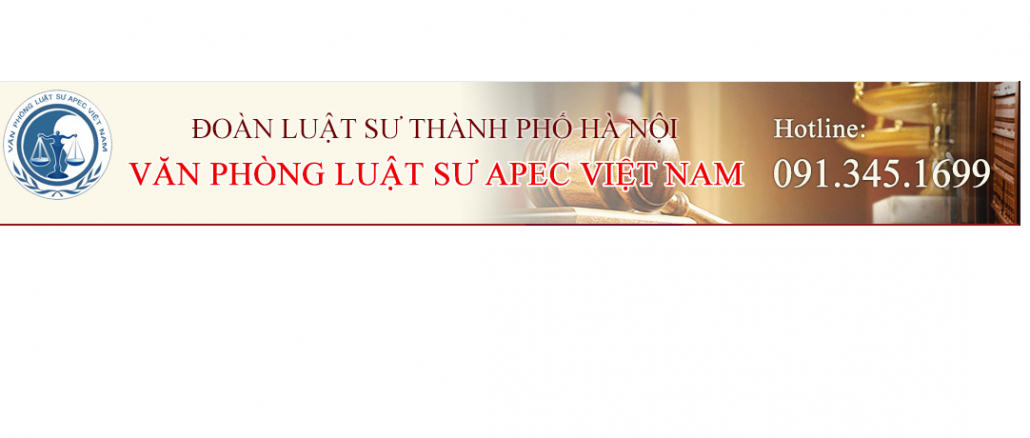 VĂN PHÒNG LUẬT SƯ APEC VIỆT NAM
ĐOÀN LUẬT SƯ THÀNH PHỐ HÀ NỘI
VĂN PHÒNG LUẬT SƯ APEC VIỆT NAM
Hotline:
091.345.1699